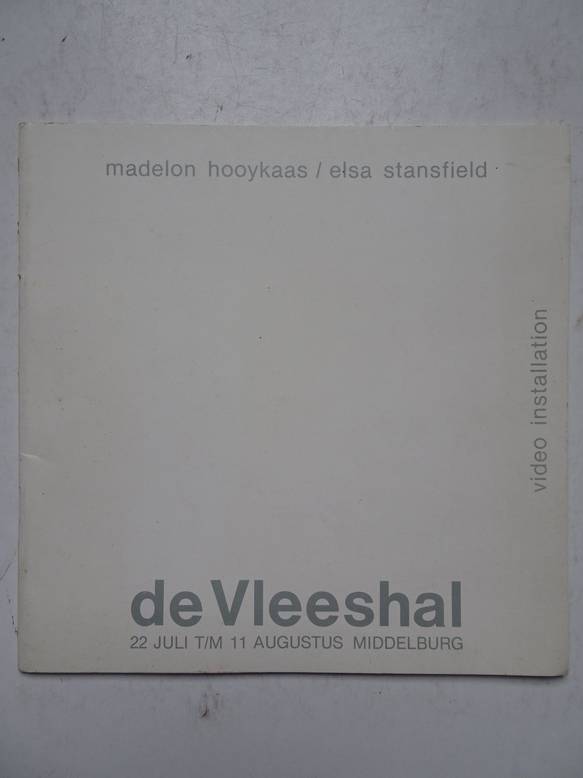 madelon hooykaas / elsa stansfield
video installation
de Vleeshal
22 JULI T/M 11 AUGUSTUS MIDDELBURG